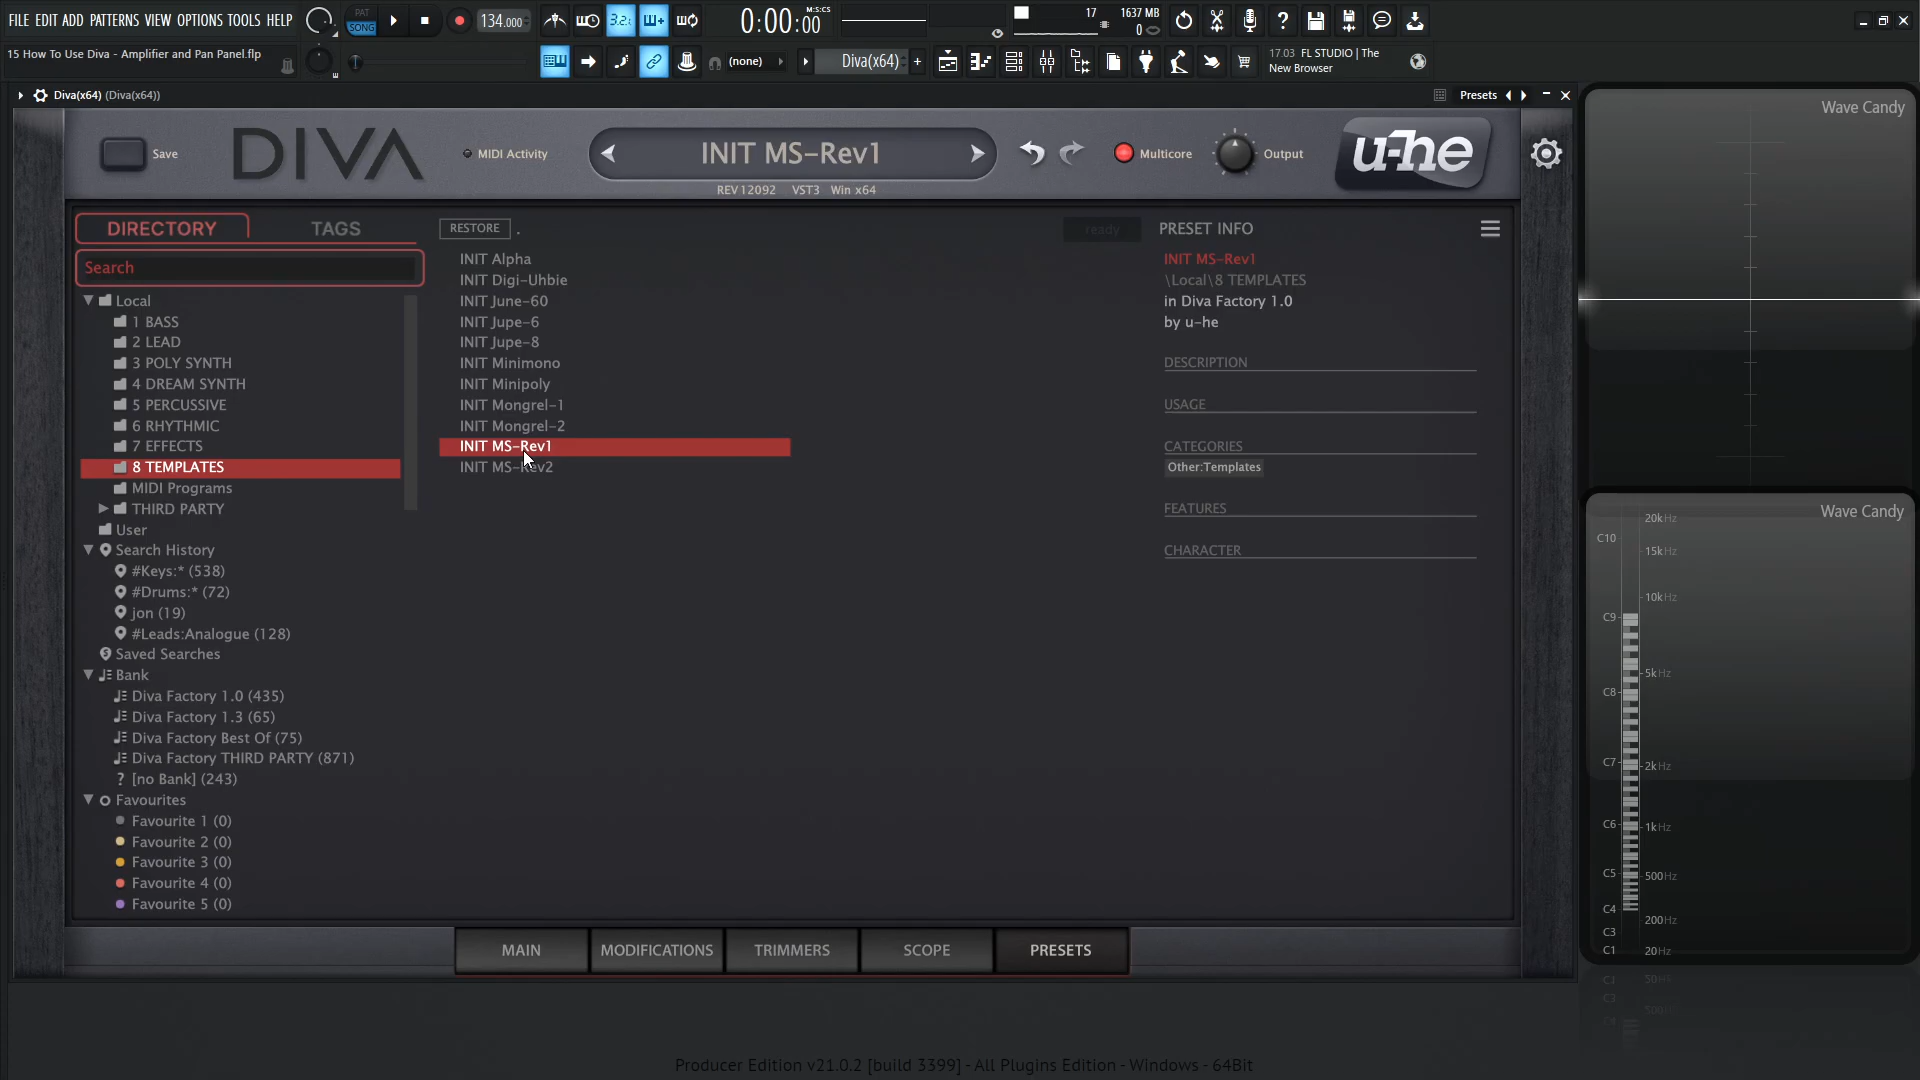 FILE EDIT ADD PATTERNS VIEW OPTIONS TOOLS HELP
PAT
SONG
134.000
3.2.
0:00:00
M:S:CS
17
1637 MB
0
15 How To Use Diva - Amplifier and Pan Panel.flp
(none)
Diva(x64)
17.03 FL STUDIO | The
New Browser
Diva(x64) (Diva(x64))
Presets
Save
DIVA
MIDI Activity
INIT MS-Rev1
REV12092 VST3 Win x64
Multicore
Output
u-he
DIRECTORY
TAGS
Search
Local
1 BASS
2 LEAD
3 POLY SYNTH
4 DREAM SYNTH
5 PERCUSSIVE
6 RHYTHMIC
7 EFFECTS
8 TEMPLATES
MIDI Programs
THIRD PARTY
User
Search History
#Keys:* (538)
#Drums:* (72)
jon (19)
#Leads:Analogue (128)
Saved Searches
Bank
Diva Factory 1.0 (435)
Diva Factory 1.3 (65)
Diva Factory Best Of (75)
Diva Factory THIRD PARTY (871)
[no Bank] (243)
Favourites
Favourite 1 (0)
Favourite 2 (0)
Favourite 3 (0)
Favourite 4 (0)
Favourite 5 (0)
RESTORE .
ready
INIT Alpha
INIT Digi-Uhbie
INIT June-60
INIT Jupe-6
INIT Jupe-8
INIT Minimono
INIT Minipoly
INIT Mongrel-1
INIT Mongrel-2
INIT MS-Rev1
INIT MS-Rev2
PRESET INFO
INIT MS-Rev1
\Local\8 TEMPLATES
in Diva Factory 1.0
by u-he
DESCRIPTION
USAGE
CATEGORIES
Other:Templates
FEATURES
CHARACTER
MAIN
MODIFICATIONS
TRIMMERS
SCOPE
PRESETS
Wave Candy
Wave Candy
20kHz
C10
15kHz
10kHz
C9
5kHz
C8
C7
2kHz
C6
1kHz
C5
500Hz
C4
200Hz
C3
C1
20Hz
Producer Edition v21.0.2 [build 3399] - All Plugins Edition - Windows - 64Bit